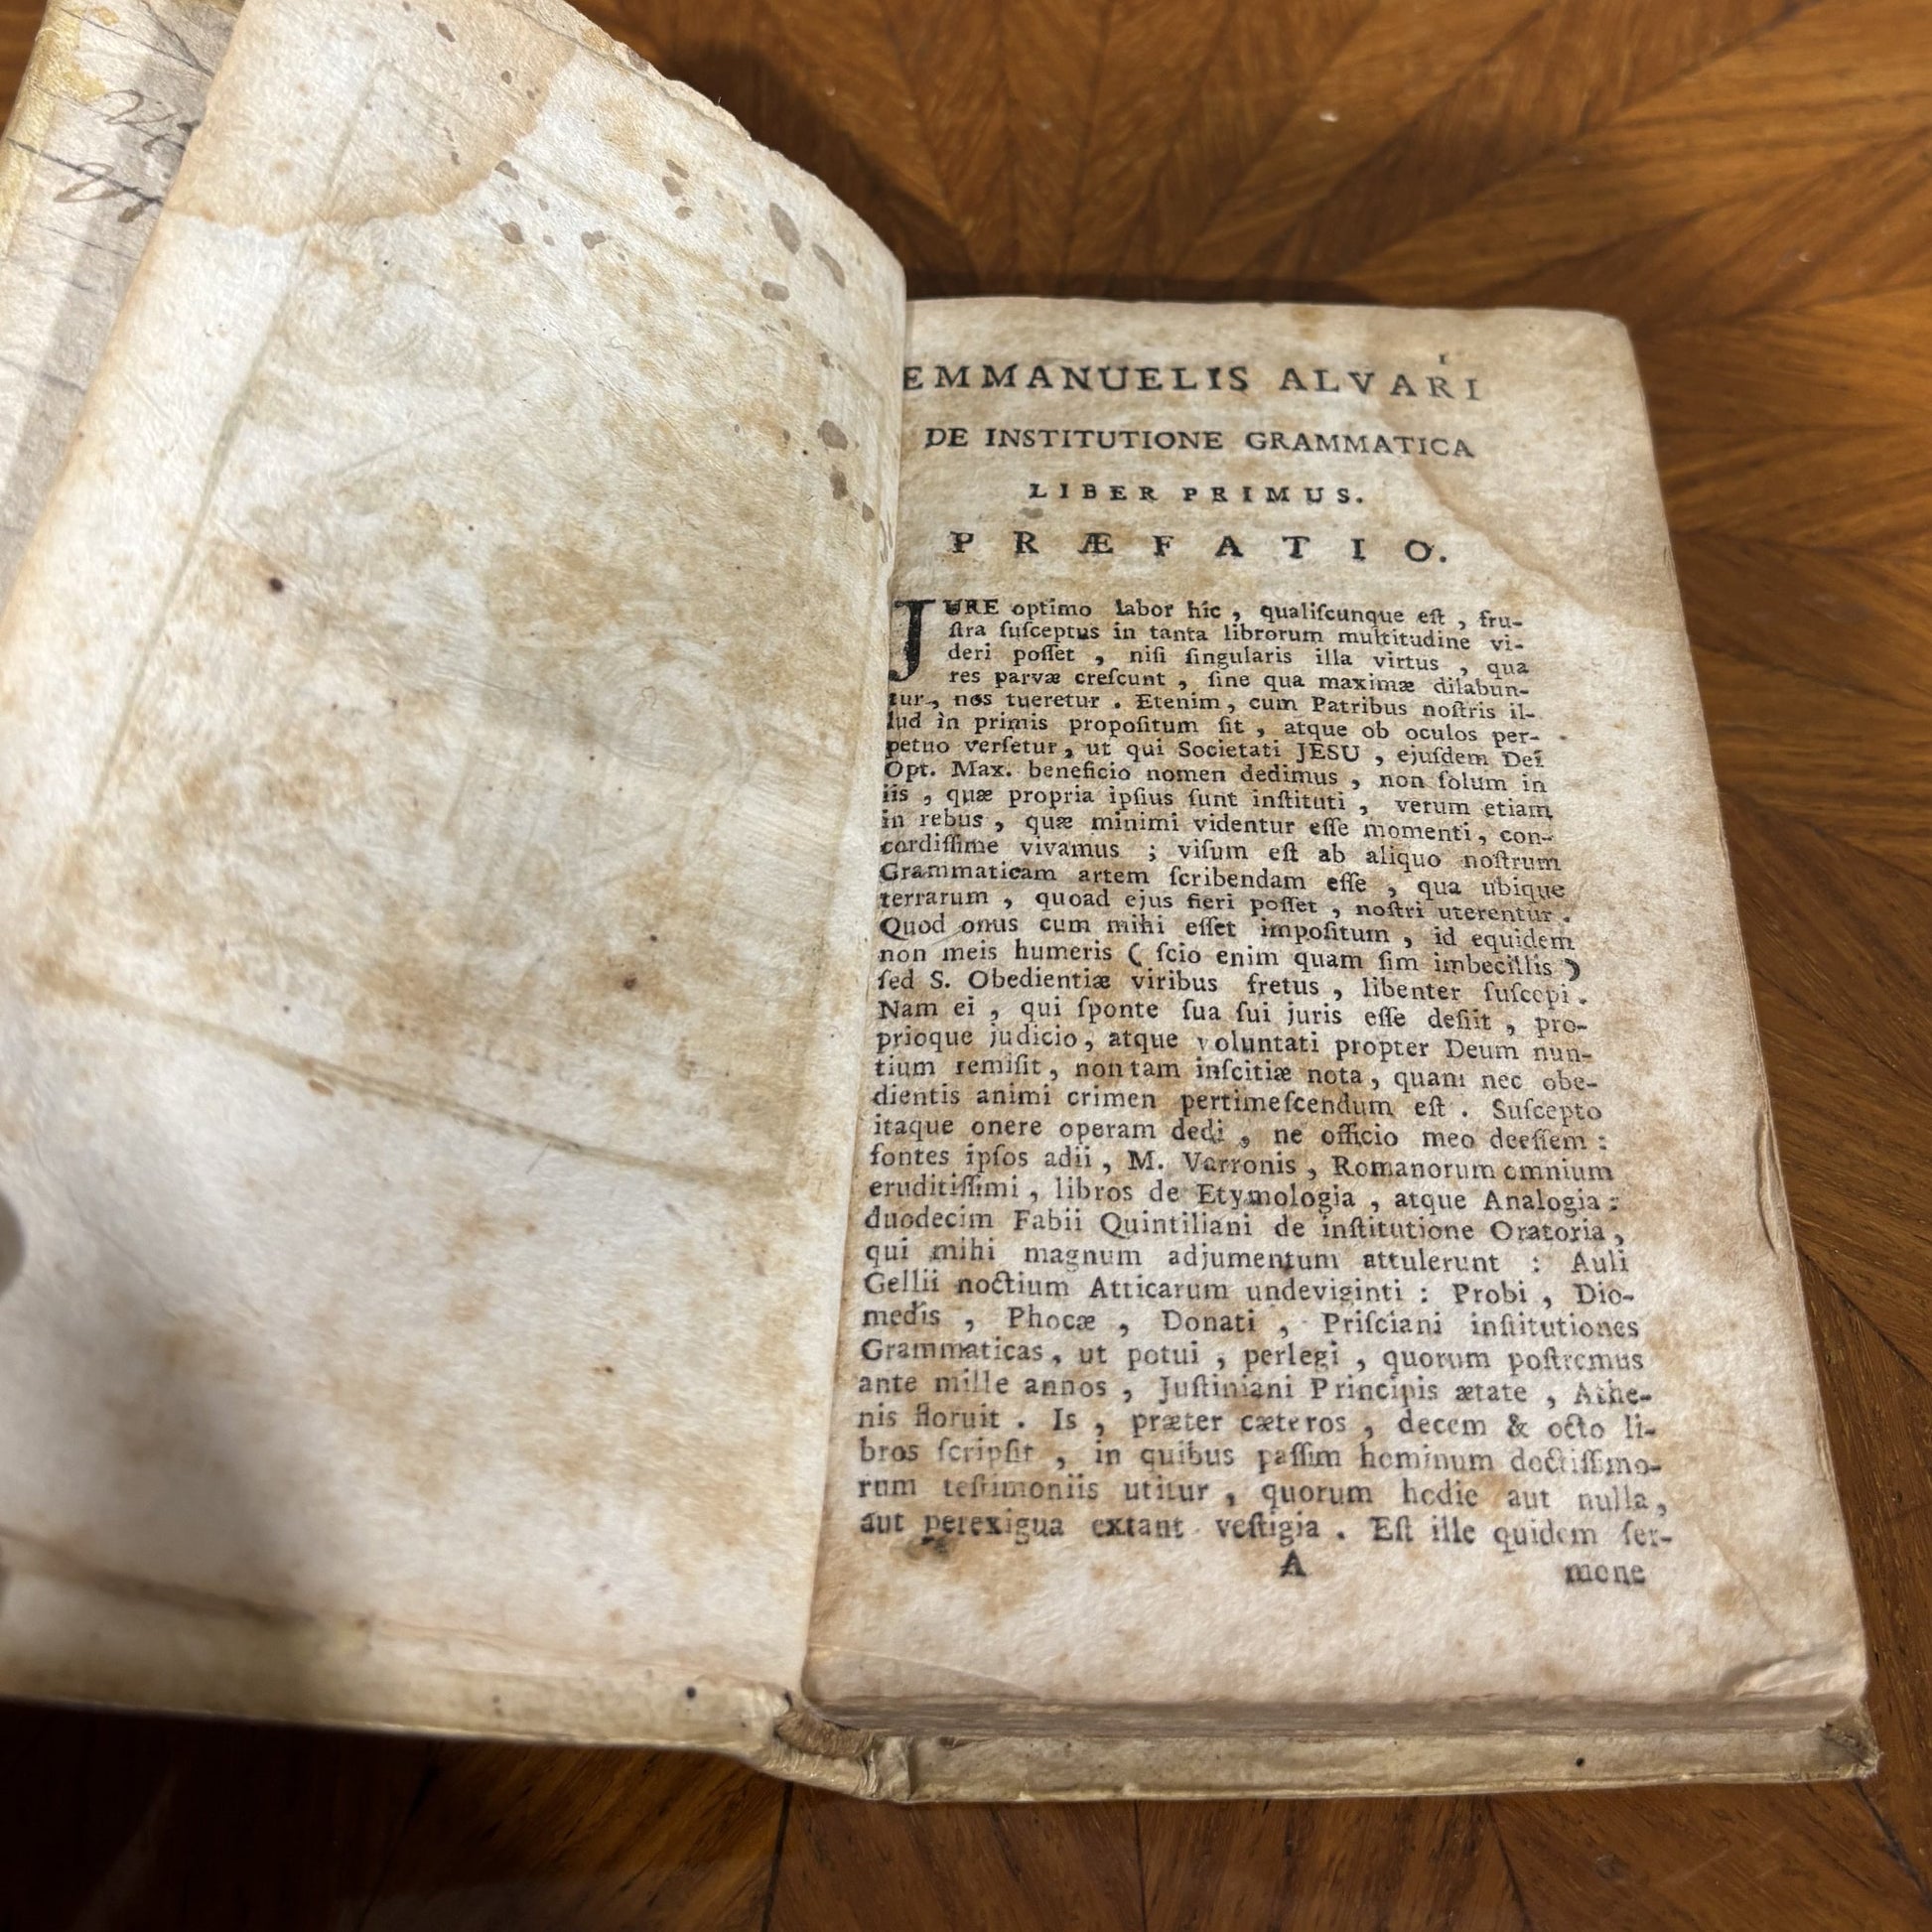 I
EMMANUELIS ALVARI
DE INSTITUTIONE GRAMMATICA
LIBER PRIMUS.
PRÆFATIO.
JURE optimo labor hic , qualiſcunque eſt , fru-
ſtra ſuſceptus in tanta librorum multitudine vi-
deri poſſet , niſi ſingularis illa virtus , qua
res parvæ creſcunt , ſine qua maximæ dilabun-
tur , nos tueretur . Etenim , cum Patribus noſtris il-
lud in primis propoſitum ſit , atque ob oculos per-
petuo verſetur , ut qui Societati JESU , ejuſdem Dei
Opt. Max. beneficio nomen dedimus , non ſolum in
iis , quæ propria ipſius ſunt inſtituti , verum etiam
in rebus , quæ minimi videntur eſſe momenti , con-
cordiſſime vivamus ; viſum eſt ab aliquo noſtrum
Grammaticam artem ſcribendam eſſe , qua ubique
terrarum , quoad ejus fieri poſſet , noſtri uterentur .
Quod onus cum mihi eſſet impoſitum , id equidem
non meis humeris ( ſcio enim quam ſim imbecillis )
ſed S. Obedientiæ viribus fretus , libenter ſuſcepi .
Nam ei , qui ſponte ſua ſui juris eſſe deſiit , pro-
prioque judicio , atque voluntati propter Deum nun-
tium remiſit , non tam inſcitiæ nota , quam nec obe-
dientis animi crimen pertimeſcendum eſt . Suſcepto
itaque onere operam dedi , ne officio meo deeſſem :
fontes ipſos adii , M. Varronis , Romanorum omnium
eruditiſſimi , libros de Etymologia , atque Analogia :
duodecim Fabii Quintiliani de inſtitutione Oratoria ,
qui mihi magnum adjumentum attulerunt : Auli
Gellii noctium Atticarum undeviginti : Probi , Dio-
medis , Phocæ , Donati , Priſciani inſtitutiones
Grammaticas , ut potui , perlegi , quorum poſtremus
ante mille annos , Juſtiniani Principis ætate , Athe-
nis floruit . Is , præter cæteros , decem & octo li-
bros ſcripſit , in quibus paſſim hominum doctiſſimo-
rum teſtimoniis utitur , quorum hodie aut nulla ,
aut perexigua extant veſtigia . Eſt ille quidem ſer-
A
mone